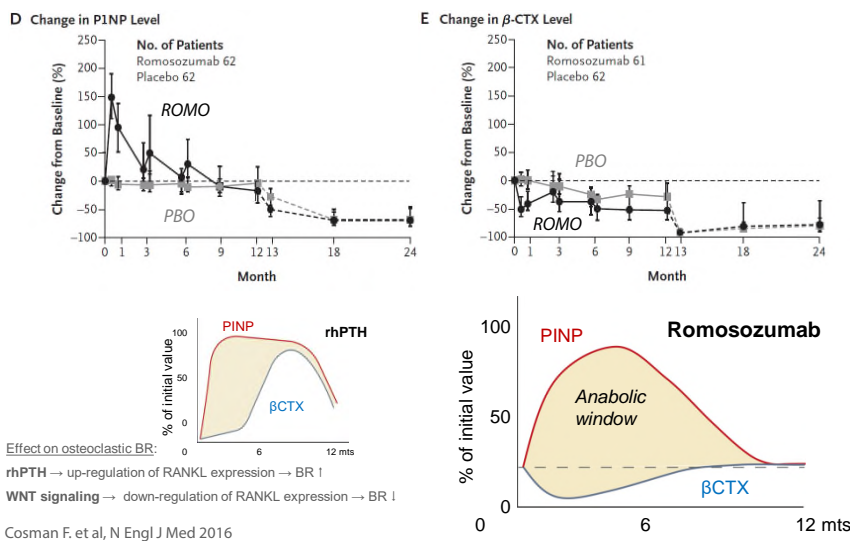 D Change in P1NP Level
Change from Baseline (%)
250
200
150
100
50
0
−50
−100
No. of Patients
Romosozumab 62
Placebo 62
ROMO
PBO
0 1 3 6 9 12 13 18 24
Month
E Change in β-CTX Level
Change from Baseline (%)
250
200
150
100
50
0
−50
−100
No. of Patients
Romosozumab 61
Placebo 62
PBO
ROMO
0 1 3 6 9 12 13 18 24
Month
% of initial value
100
50
0
PINP
rhPTH
βCTX
6 12 mts
Effect on osteoclastic BR:
rhPTH → up-regulation of RANKL expression → BR ↑
WNT signaling → down-regulation of RANKL expression → BR ↓
Cosman F. et al, N Engl J Med 2016
% of initial value
100
50
0
PINP
Romosozumab
Anabolic
window
βCTX
0 6 12 mts